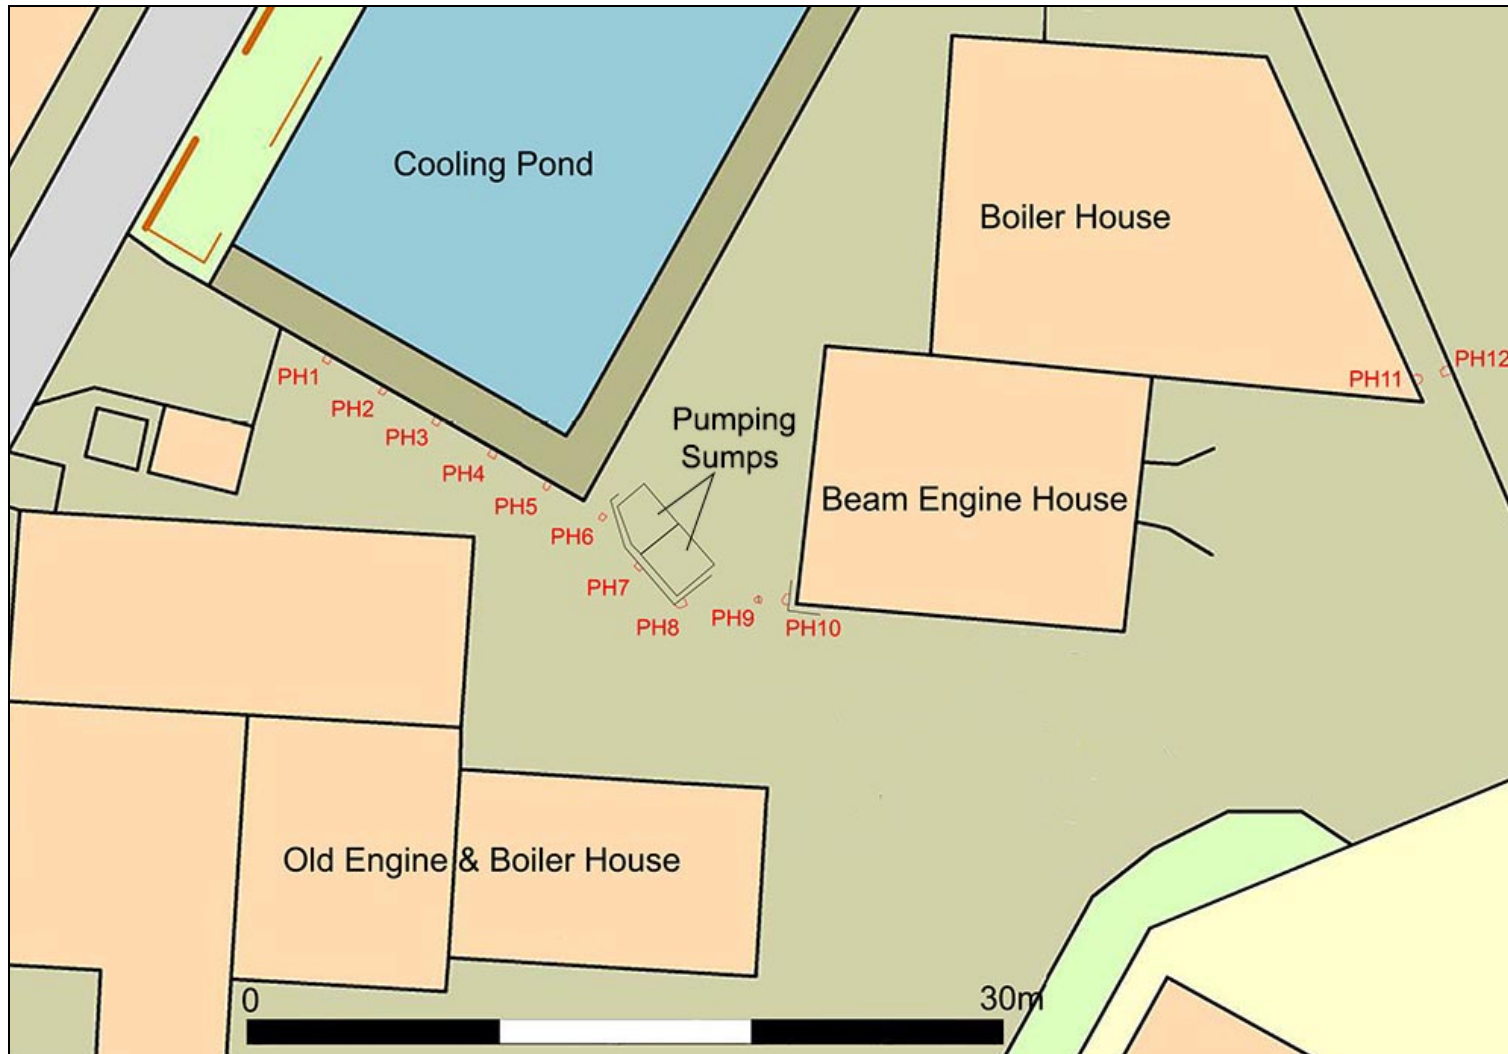 Cooling Pond
Boiler House
PH12
PH11
PH1
PH2
PH3
PH4
PH5
PH6
PH7
PH8
PH9
PH10
Pumping
Sumps
Beam Engine House
Old Engine & Boiler House
0
30m